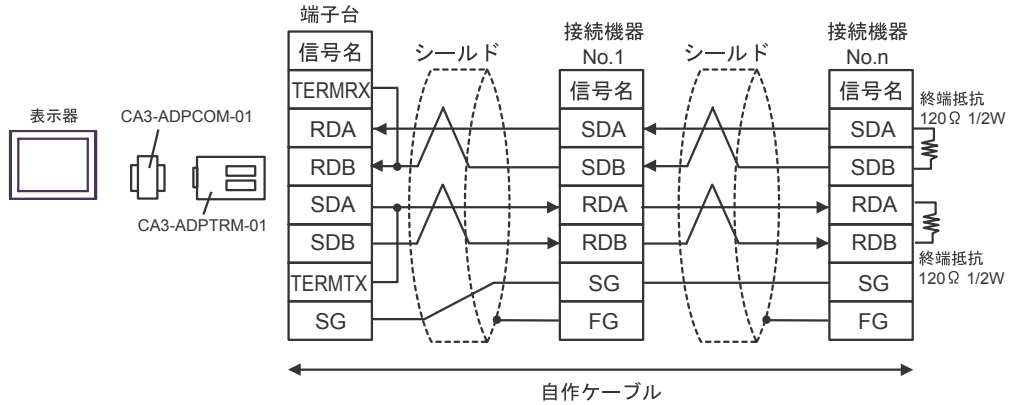 表示器
CA3-ADPCOM-01
CA3-ADPTRM-01
端子台
信号名
TERMRX
RDA
RDB
SDA
SDB
TERMTX
SG
シールド
接続機器
No.1
信号名
SDA
SDB
RDA
RDB
SG
FG
シールド
接続機器
No.n
信号名
SDA
SDB
RDA
RDB
SG
FG
終端抵抗
120Ω 1/2W
終端抵抗
120Ω 1/2W
自作ケーブル